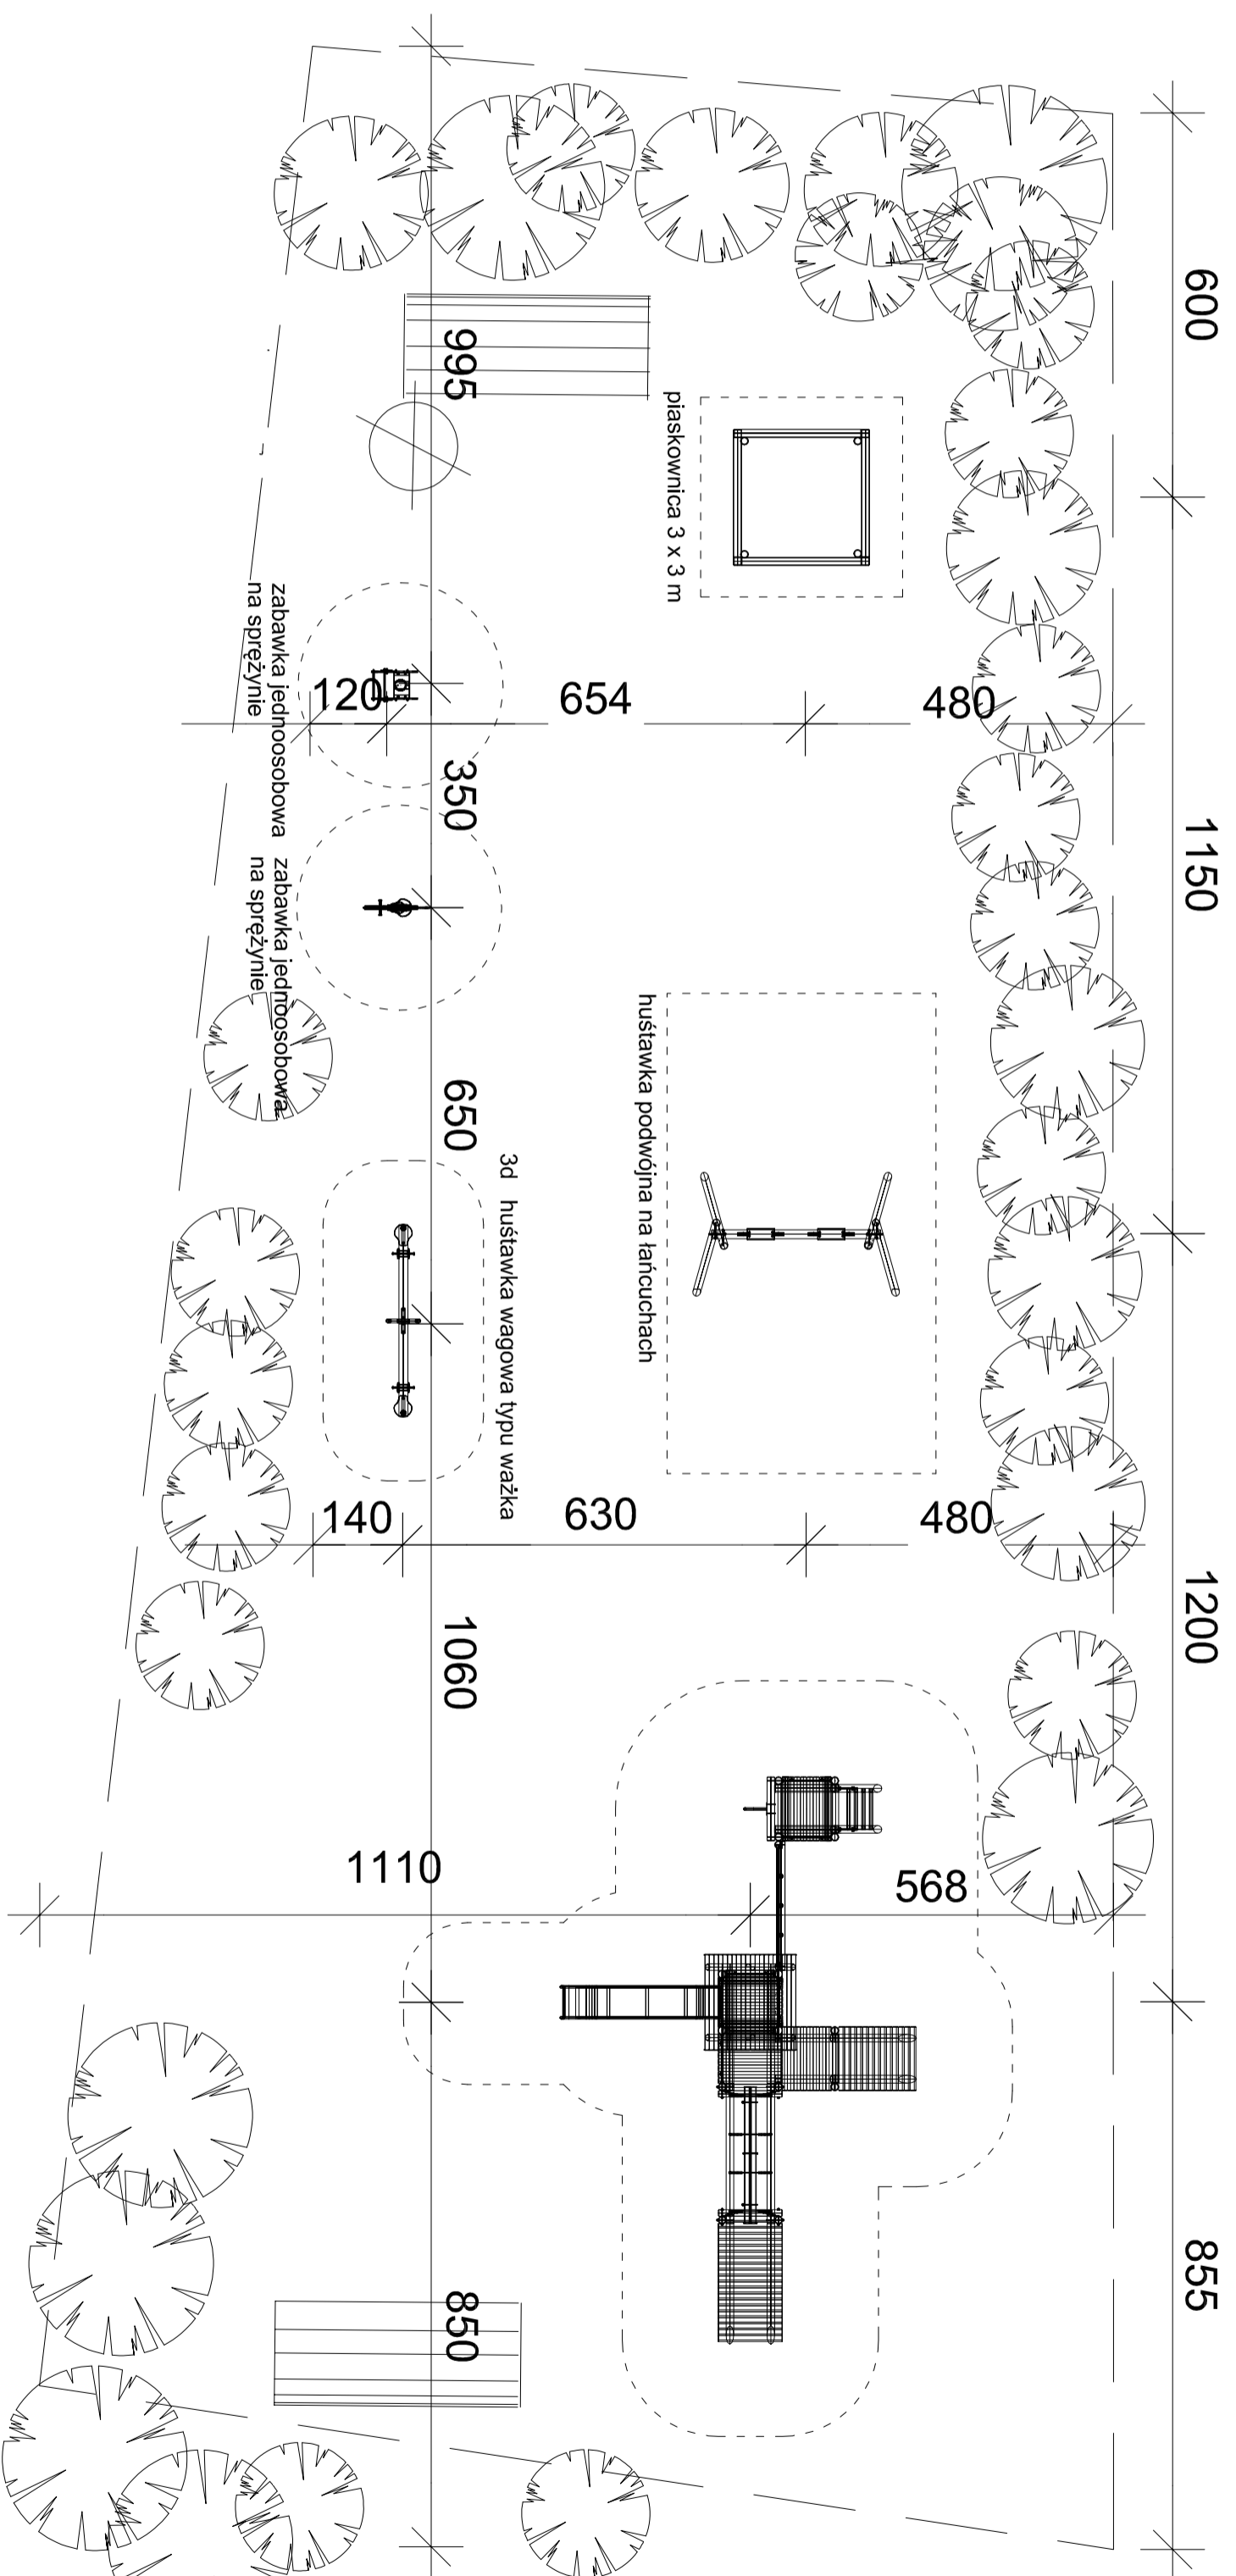 600
995
piaskownica 3 x 3 m
zabawka jednoosobowa
na sprężynie
120
654
480
350
1150
zabawka jednoosobowa
na sprężynie
650
huśtawka podwójna na łańcuchach
3d huśtawka wagowa typu ważka
140
630
480
1060
1200
1110
568
850
855